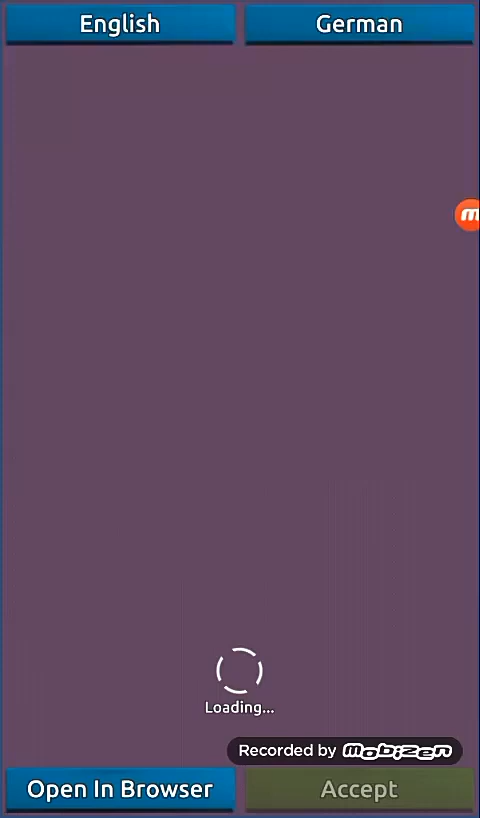 English
German
m
Loading...
Recorded by mobizen
Open In Browser
Accept